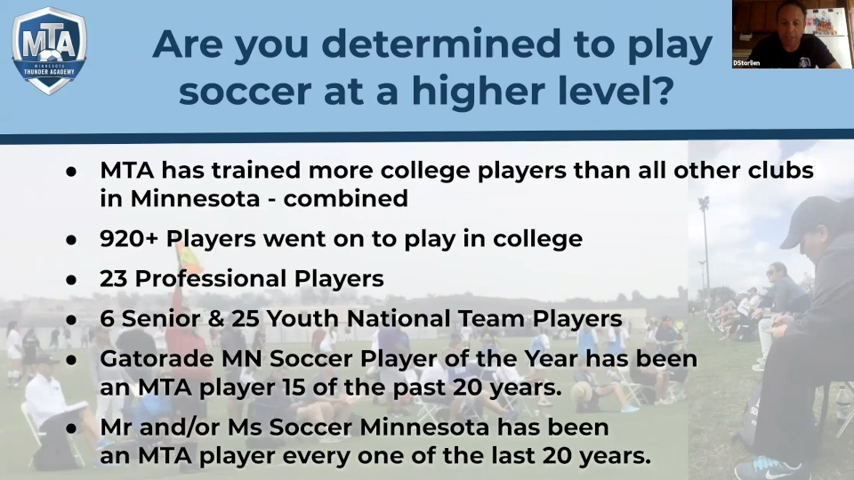 MTA
MINNESOTA
THUNDER ACADEMY
Are you determined to play
soccer at a higher level?
DStorlien
● MTA has trained more college players than all other clubs
in Minnesota - combined
● 920+ Players went on to play in college
● 23 Professional Players
● 6 Senior & 25 Youth National Team Players
● Gatorade MN Soccer Player of the Year has been
an MTA player 15 of the past 20 years.
● Mr and/or Ms Soccer Minnesota has been
an MTA player every one of the last 20 years.